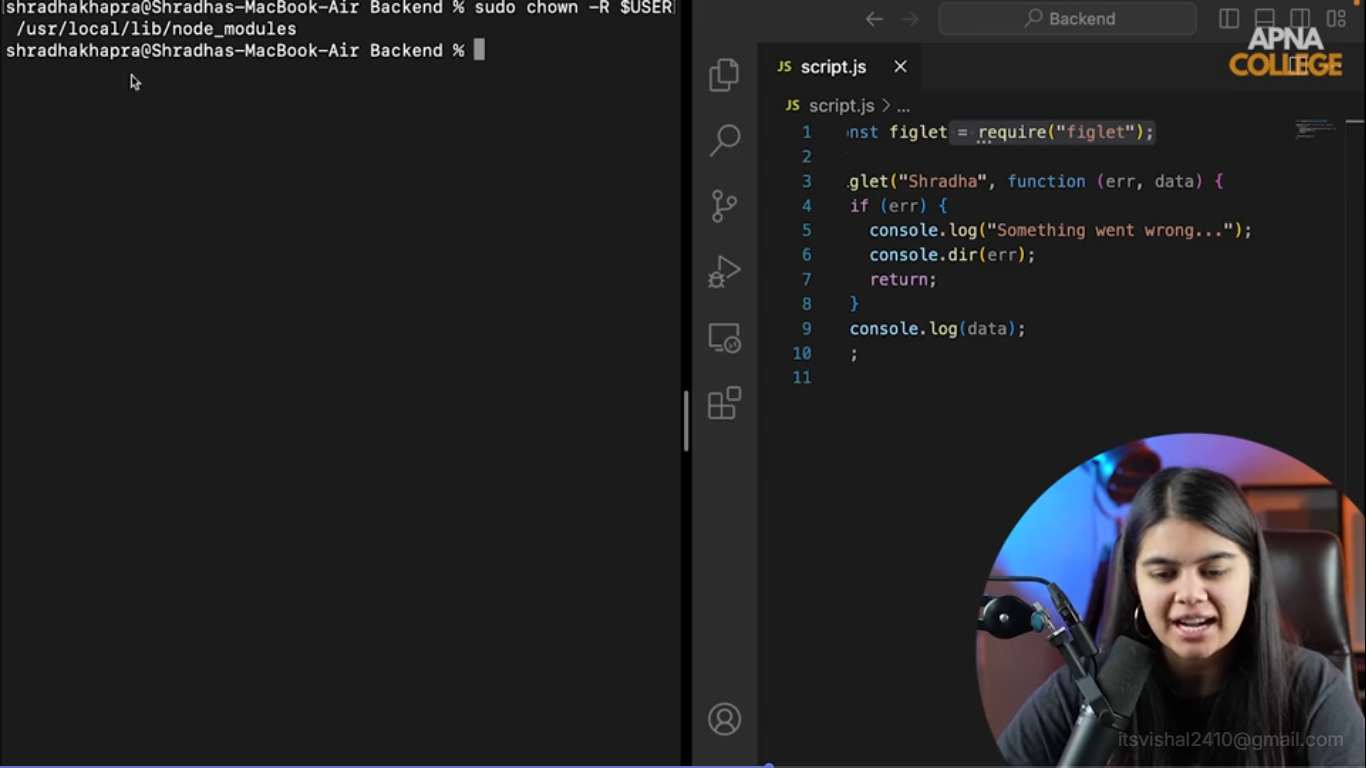 shradhakhapra@Shradhas-MacBook-Air Backend % sudo chown -R $USER
/usr/local/lib/node_modules
shradhakhapra@Shradhas-MacBook-Air Backend %
Backend
APNA
COLLEGE
JS script.js
JS script.js > ...
1 nst figlet = require("figlet");
2
3 glet("Shradha", function (err, data) {
4 if (err) {
5 console.log("Something went wrong...");
6 console.dir(err);
7 return;
8 }
9 console.log(data);
10 ;
11
itsvishal2410@gmail.com